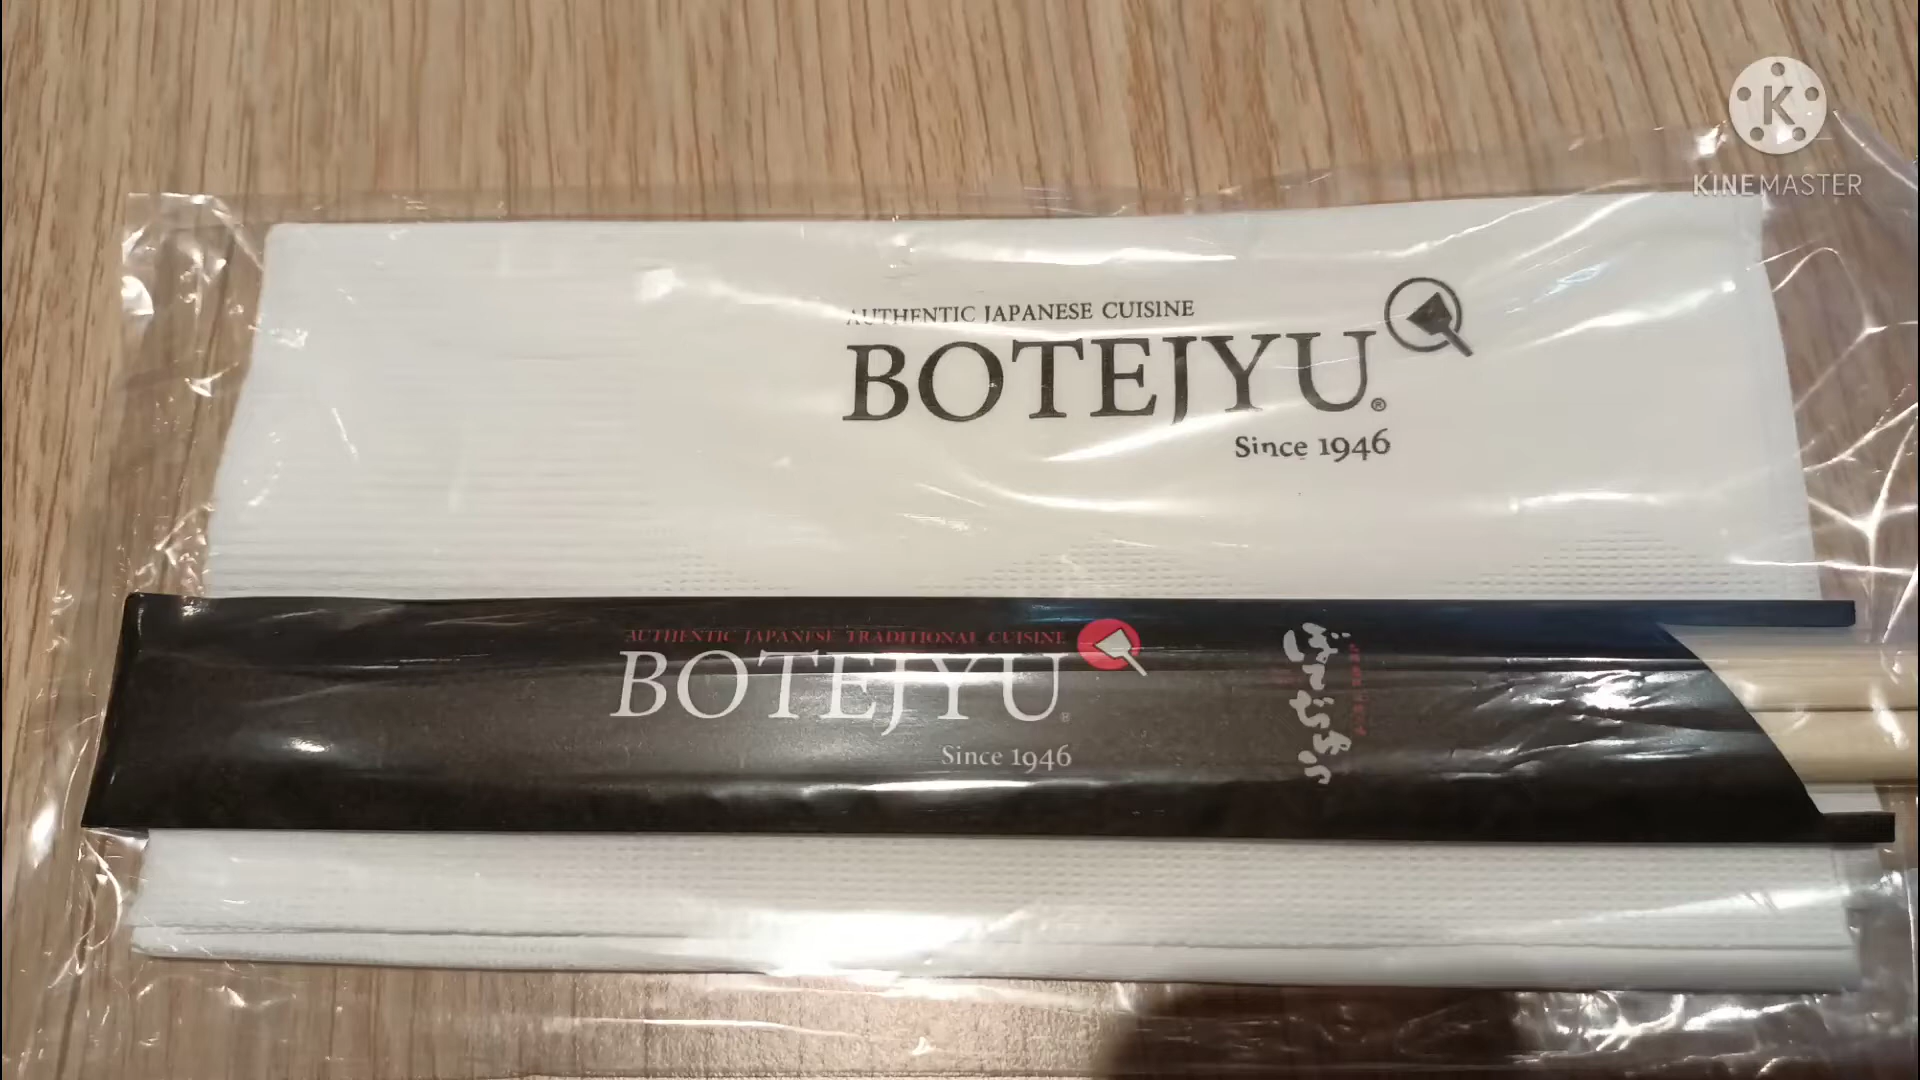 K
KINEMASTER
AUTHENTIC JAPANESE CUISINE
BOTEJYU®
Since 1946
AUTHENTIC JAPANESE TRADITIONAL CUISINE
BOTEJYU®
Since 1946
ぼてぢゅう